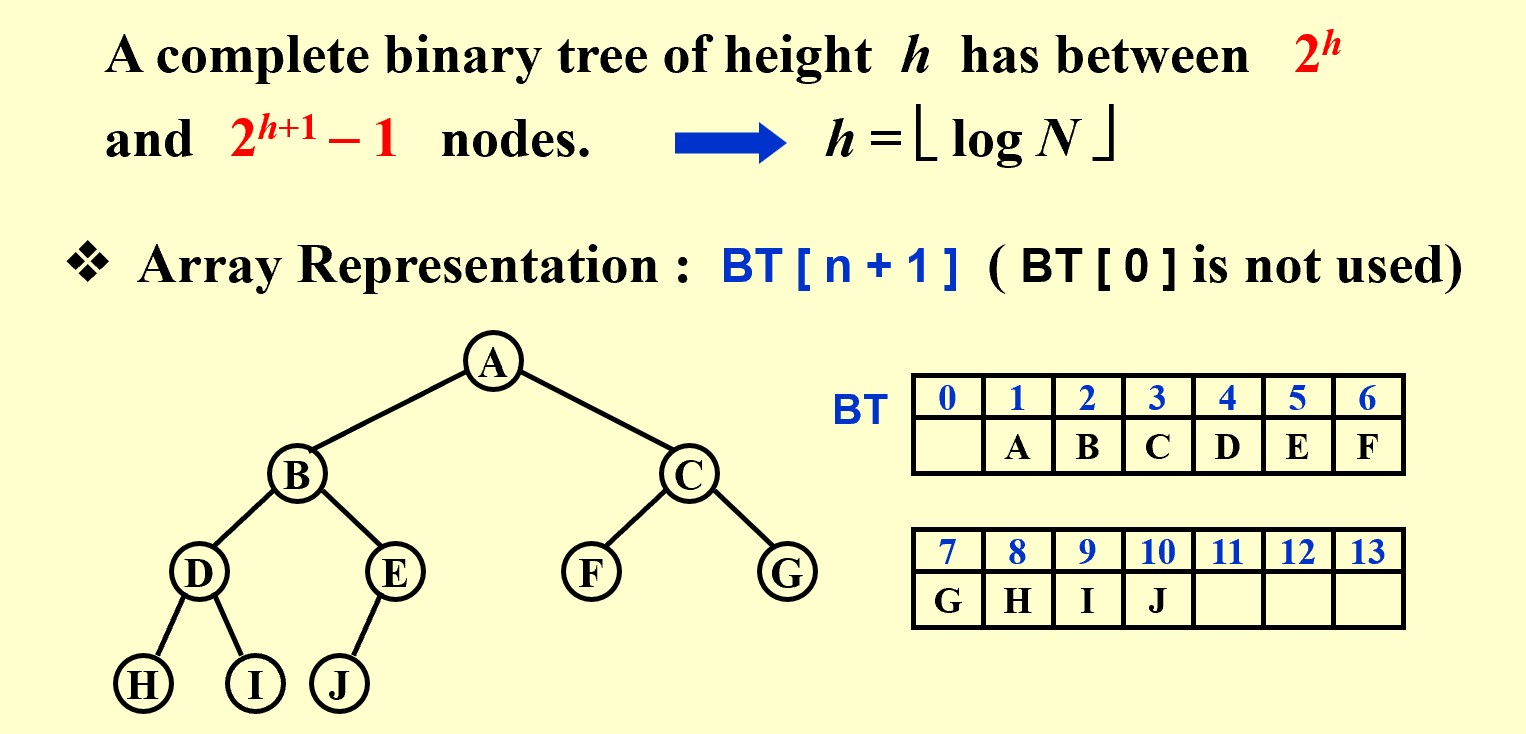 A complete binary tree of height h has between 2^h
and 2^{h+1} – 1 nodes. h = ⌊ log N ⌋
❖ Array Representation : BT [ n + 1 ] ( BT [ 0 ] is not used)
A
B C
D E F G
H I J
BT
0 1 2 3 4 5 6
A B C D E F
7 8 9 10 11 12 13
G H I J